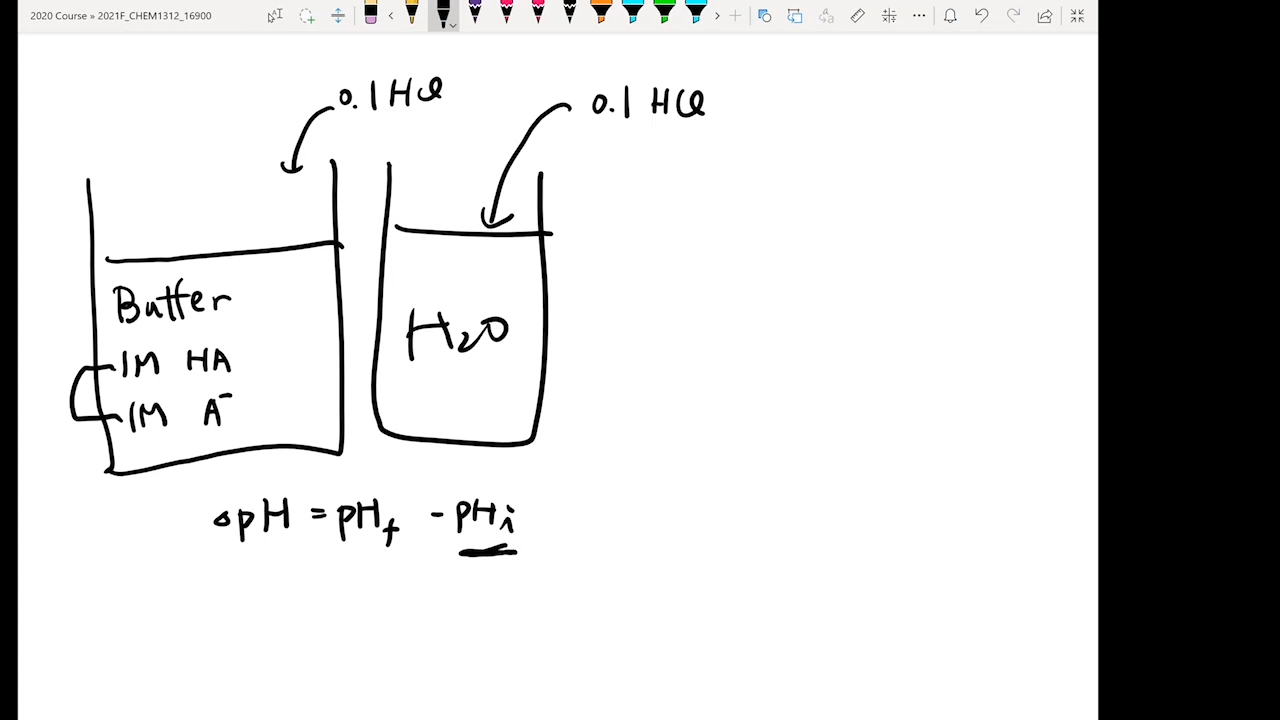 2020 Course » 2021F_CHEM1312_16900
0.1 HCl
0.1 HCl
Buffer
1M HA
1M A⁻
H₂O
ΔpH = pHf - pHi